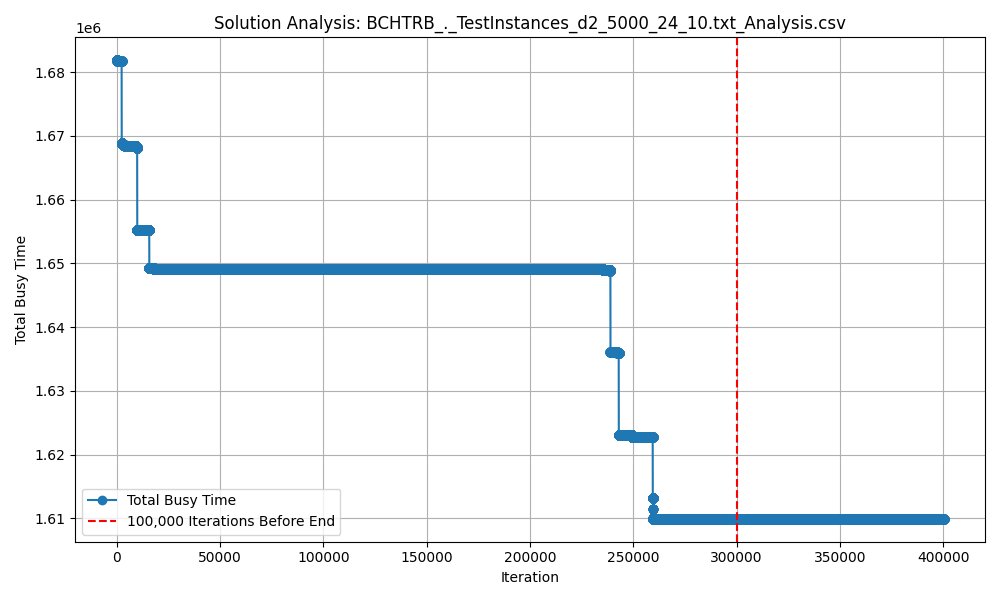 Solution Analysis: BCHTRB_._TestInstances_d2_5000_24_10.txt_Analysis.csv
1e6
1.68
1.67
1.66
1.65
1.64
1.63
1.62
1.61
Total Busy Time
Total Busy Time
100,000 Iterations Before End
0
50000
100000
150000
200000
250000
300000
350000
400000
Iteration